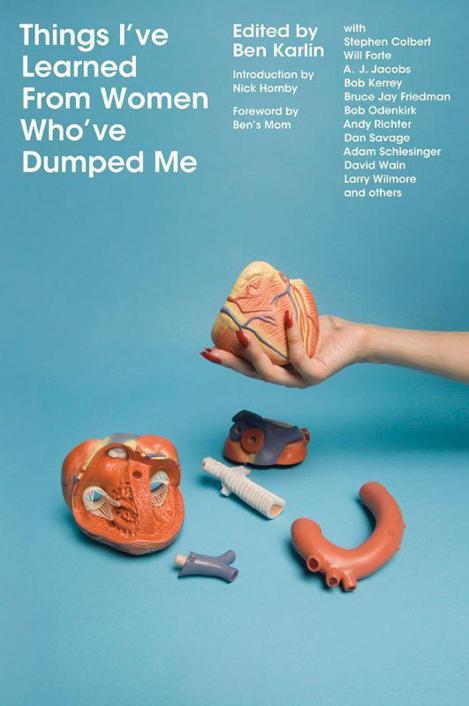 Things I've
Learned
From Women
Who've
Dumped Me
Edited by
Ben Karlin
Introduction by
Nick Hornby
Foreword by
Ben's Mom
with
Stephen Colbert
Will Forte
A. J. Jacobs
Bob Kerrey
Bruce Jay Friedman
Bob Odenkirk
Andy Richter
Dan Savage
Adam Schlesinger
David Wain
Larry Wilmore
and others